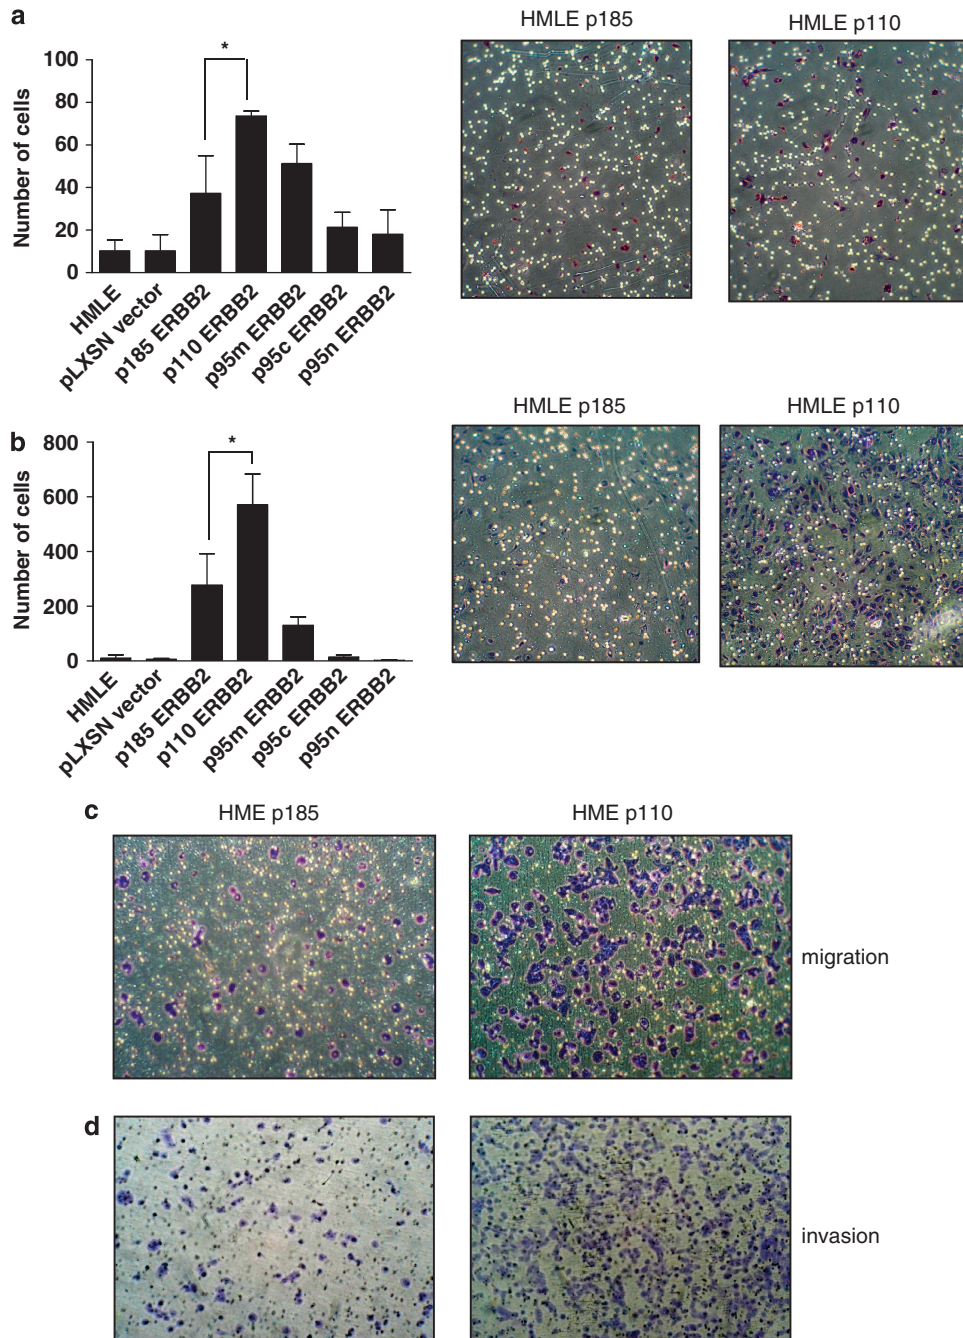 a
Number of cells
100
80
60
40
20
0
*
HMLE
pLXSN vector
p185 ERBB2
p110 ERBB2
p95m ERBB2
p95c ERBB2
p95n ERBB2
HMLE p185
HMLE p110
b
Number of cells
800
600
400
200
0
*
HMLE
pLXSN vector
p185 ERBB2
p110 ERBB2
p95m ERBB2
p95c ERBB2
p95n ERBB2
HMLE p185
HMLE p110
c
HME p185
HME p110
migration
d
invasion